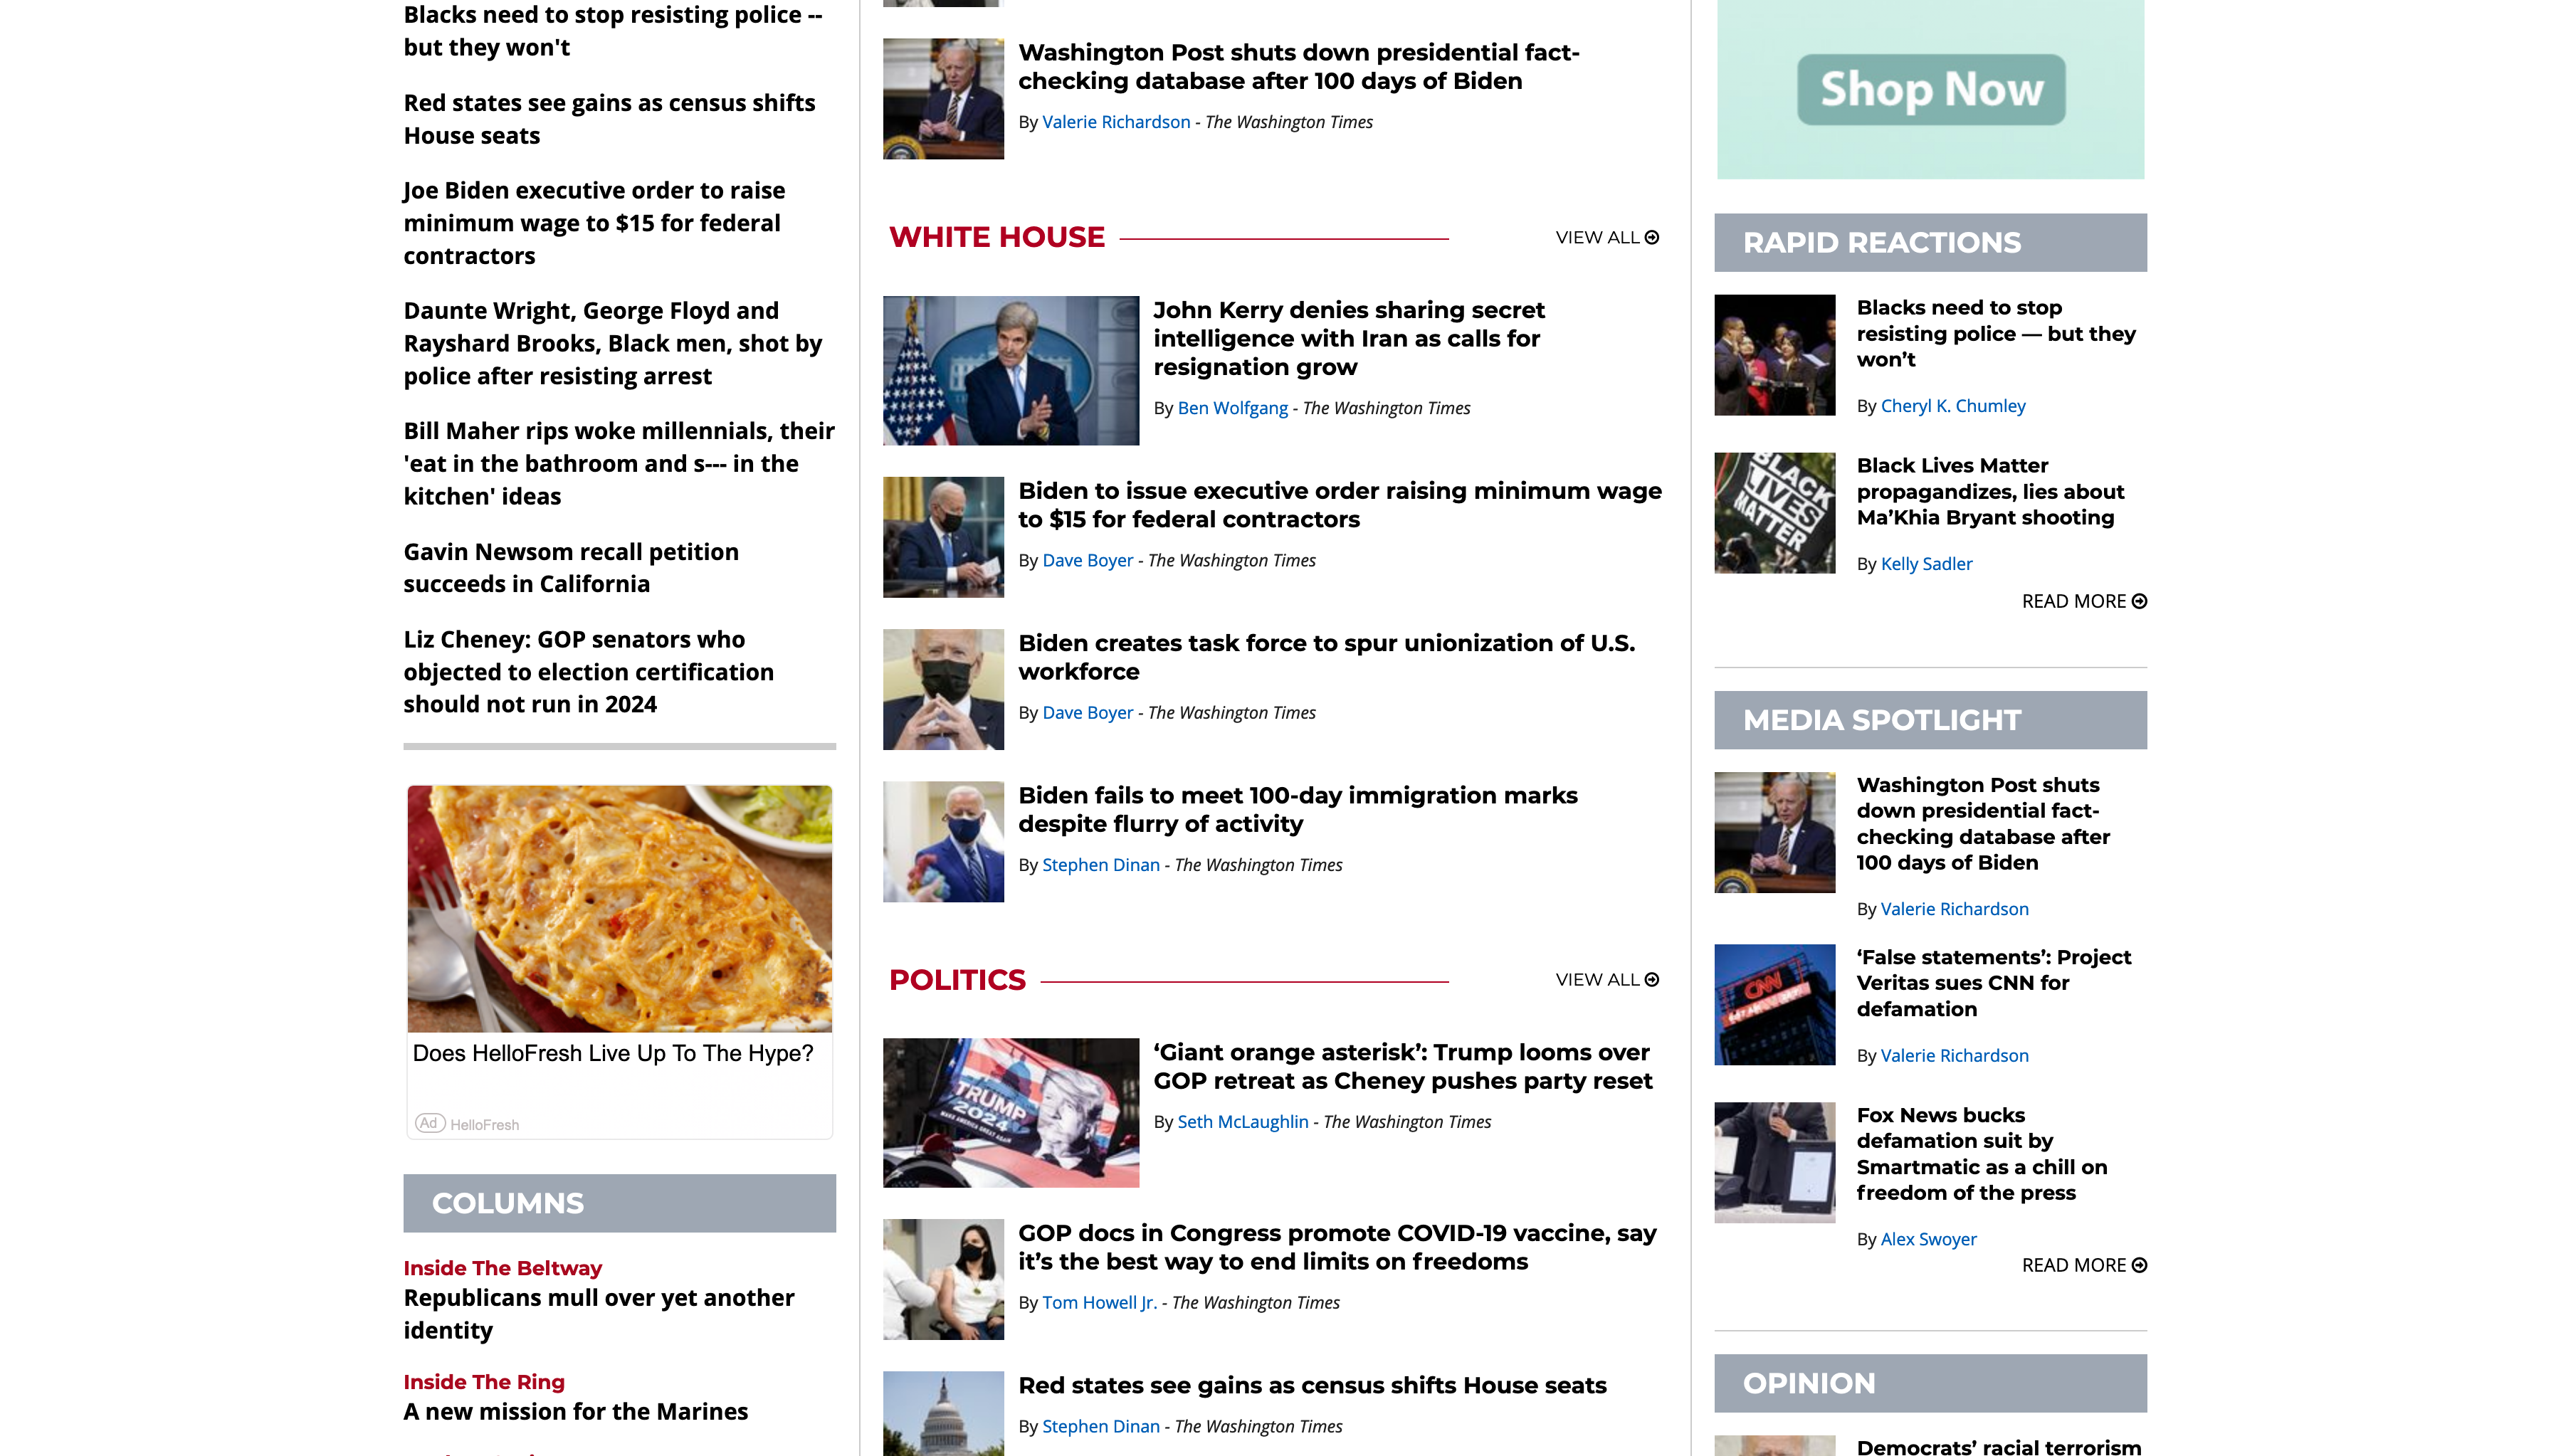 Blacks need to stop resisting police --
but they won't
Red states see gains as census shifts
House seats
Joe Biden executive order to raise
minimum wage to $15 for federal
contractors
Daunte Wright, George Floyd and
Rayshard Brooks, Black men, shot by
police after resisting arrest
Bill Maher rips woke millennials, their
'eat in the bathroom and s--- in the
kitchen' ideas
Gavin Newsom recall petition
succeeds in California
Liz Cheney: GOP senators who
objected to election certification
should not run in 2024
Does HelloFresh Live Up To The Hype?
Ad HelloFresh
COLUMNS
Inside The Beltway
Republicans mull over yet another
identity
Inside The Ring
A new mission for the Marines
Washington Post shuts down presidential fact-
checking database after 100 days of Biden
By Valerie Richardson - The Washington Times
WHITE HOUSE
VIEW ALL
John Kerry denies sharing secret
intelligence with Iran as calls for
resignation grow
By Ben Wolfgang - The Washington Times
Biden to issue executive order raising minimum wage
to $15 for federal contractors
By Dave Boyer - The Washington Times
Biden creates task force to spur unionization of U.S.
workforce
By Dave Boyer - The Washington Times
Biden fails to meet 100-day immigration marks
despite flurry of activity
By Stephen Dinan - The Washington Times
POLITICS
VIEW ALL
TRUMP
2024
‘Giant orange asterisk’: Trump looms over
GOP retreat as Cheney pushes party reset
By Seth McLaughlin - The Washington Times
GOP docs in Congress promote COVID-19 vaccine, say
it’s the best way to end limits on freedoms
By Tom Howell Jr. - The Washington Times
Red states see gains as census shifts House seats
By Stephen Dinan - The Washington Times
Shop Now
RAPID REACTIONS
Blacks need to stop
resisting police — but they
won’t
By Cheryl K. Chumley
BLACK
LIVES
MATTER
Black Lives Matter
propagandizes, lies about
Ma’Khia Bryant shooting
By Kelly Sadler
READ MORE
MEDIA SPOTLIGHT
Washington Post shuts
down presidential fact-
checking database after
100 days of Biden
By Valerie Richardson
CNN
‘False statements’: Project
Veritas sues CNN for
defamation
By Valerie Richardson
Fox News bucks
defamation suit by
Smartmatic as a chill on
freedom of the press
By Alex Swoyer
READ MORE
OPINION
Democrats’ racial terrorism